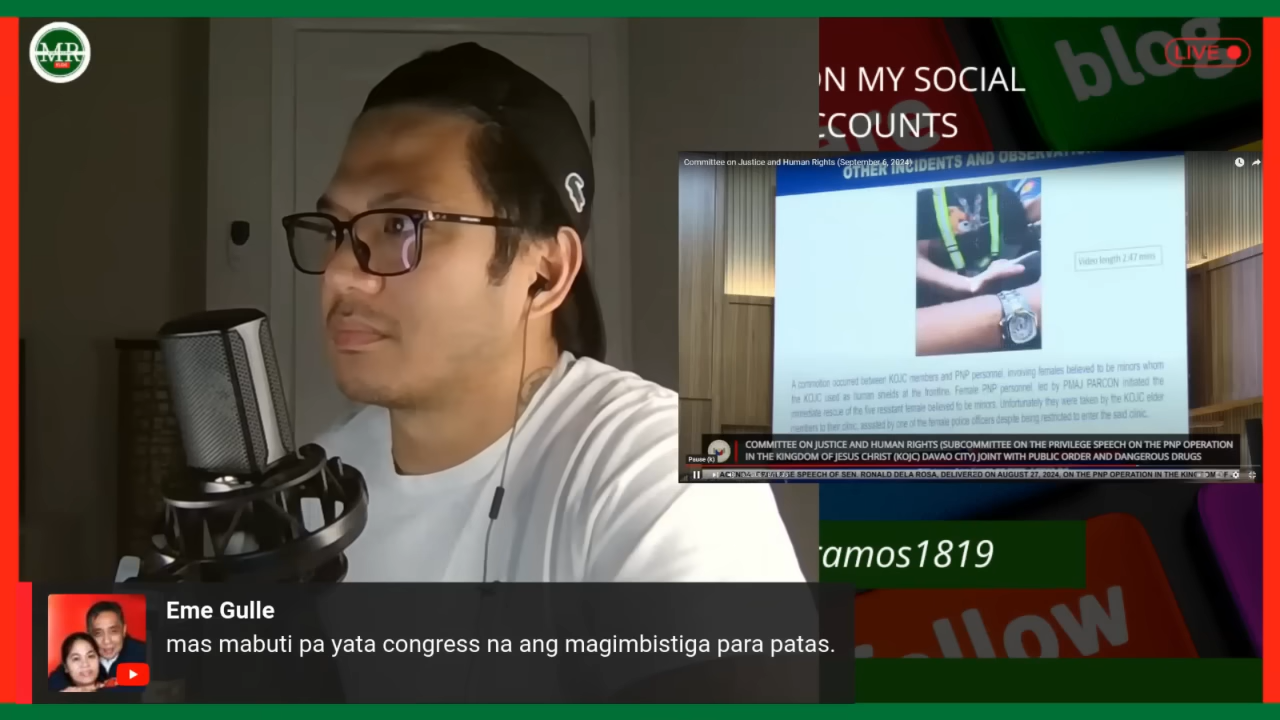 MR
LIVE
blog
ON MY SOCIAL
CCOUNTS
Committee on Justice and Human Rights (September 6, 2024)
OTHER INCIDENTS AND OBSERVATION
Video length 2:47 mins
A commotion occurred between KOJC members and PNP personnel, involving females believed to be minors whom
the KOJC used as human shields at the frontline. Female PNP personnel, led by PMAJ PARCON initiated the
immediate rescue of the five resistant female believed to be minors. Unfortunately they were taken by the KOJC elder
members to their clinic, assisted by one of the female police officers despite being restricted to enter the said clinic.
COMMITTEE ON JUSTICE AND HUMAN RIGHTS (SUBCOMMITTEE ON THE PRIVILEGE SPEECH ON THE PNP OPERATION
IN THE KINGDOM OF JESUS CHRIST (KOJC) DAVAO CITY) JOINT WITH PUBLIC ORDER AND DANGEROUS DRUGS
Pause (k)
SPEECH OF SEN. RONALD DELA ROSA, DELIVERED ON AUGUST 27, 2024, ON THE PNP OPERATION IN THE
ramos1819
follow
Eme Gulle
mas mabuti pa yata congress na ang magimbistiga para patas.